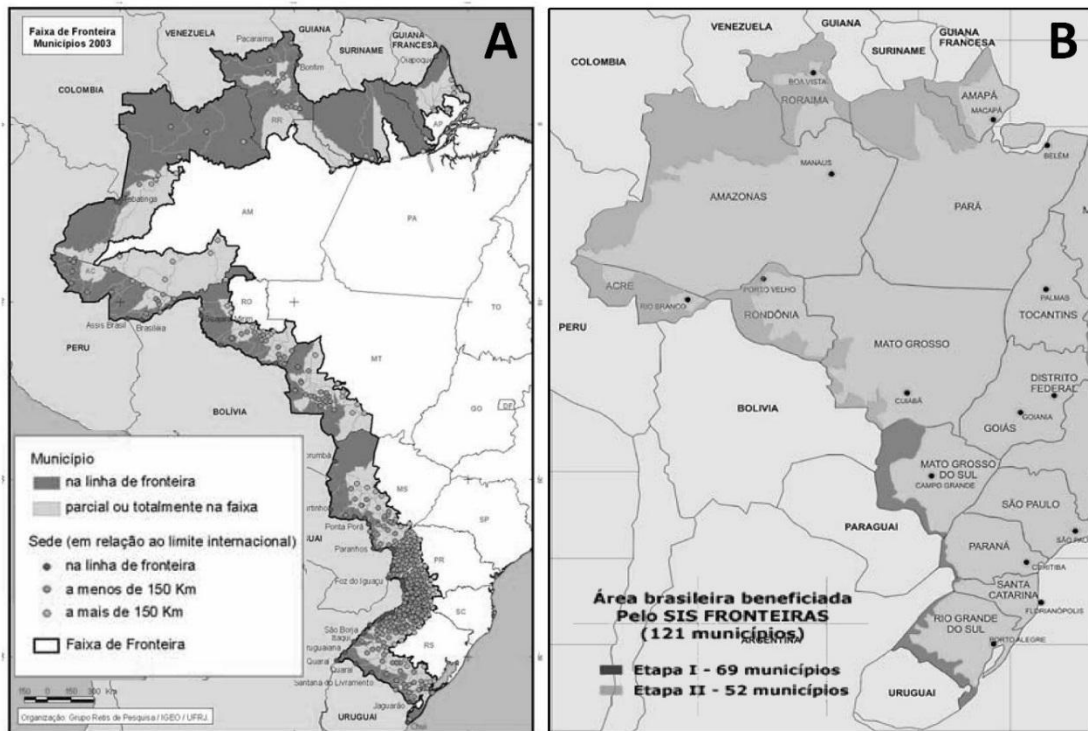 Faixa de Fronteira
Municípios 2003
A
VENEZUELA
GUIANA
SURINAME
GUIANA
FRANCESA
Pacaraima
Bonfim
Oiapoque
COLOMBIA
RR
AP
AM
PA
AC
RO
Assis Brasil
Brasiléia
PERU
TO
MT
BOLÍVIA
GO
DF
MS
SP
Ponta Porã
Paranhos
PR
Foz do Iguaçu
SC
São Borja
Itaqui
RS
Quaraí
Santana do Livramento
Jaguarão
Chuí
URUGUAI
Município
na linha de fronteira
parcial ou totalmente na faixa
Sede (em relação ao limite internacional)
na linha de fronteira
a menos de 150 Km
a mais de 150 Km
Faixa de Fronteira
150 0 150 300 Km
Organização: Grupo Retis de Pesquisa / IGEO / UFRJ.
B
VENEZUELA
GUIANA
SURINAME
GUIANA
FRANCESA
COLOMBIA
BOA VISTA
RORAIMA
AMAPÁ
MACAPÁ
BELÉM
MANAUS
AMAZONAS
PARÁ
ACRE
RIO BRANCO
PORTO VELHO
RONDÔNIA
PALMAS
TOCANTINS
PERU
MATO GROSSO
DISTRITO
FEDERAL
CUIABÁ
GOIANIA
GOIÁS
BOLIVIA
MATO GROSSO
DO SUL
CAMPO GRANDE
SÃO PAULO
PARAGUAI
PARANÁ
CURITIBA
SANTA
CATARINA
FLORIANÓPOLIS
RIO GRANDE
DO SUL
PORTO ALEGRE
ARGENTINA
URUGUAI
Área brasileira beneficiada
Pelo SIS FRONTEIRAS
(121 municípios)
Etapa I - 69 municípios
Etapa II - 52 municípios